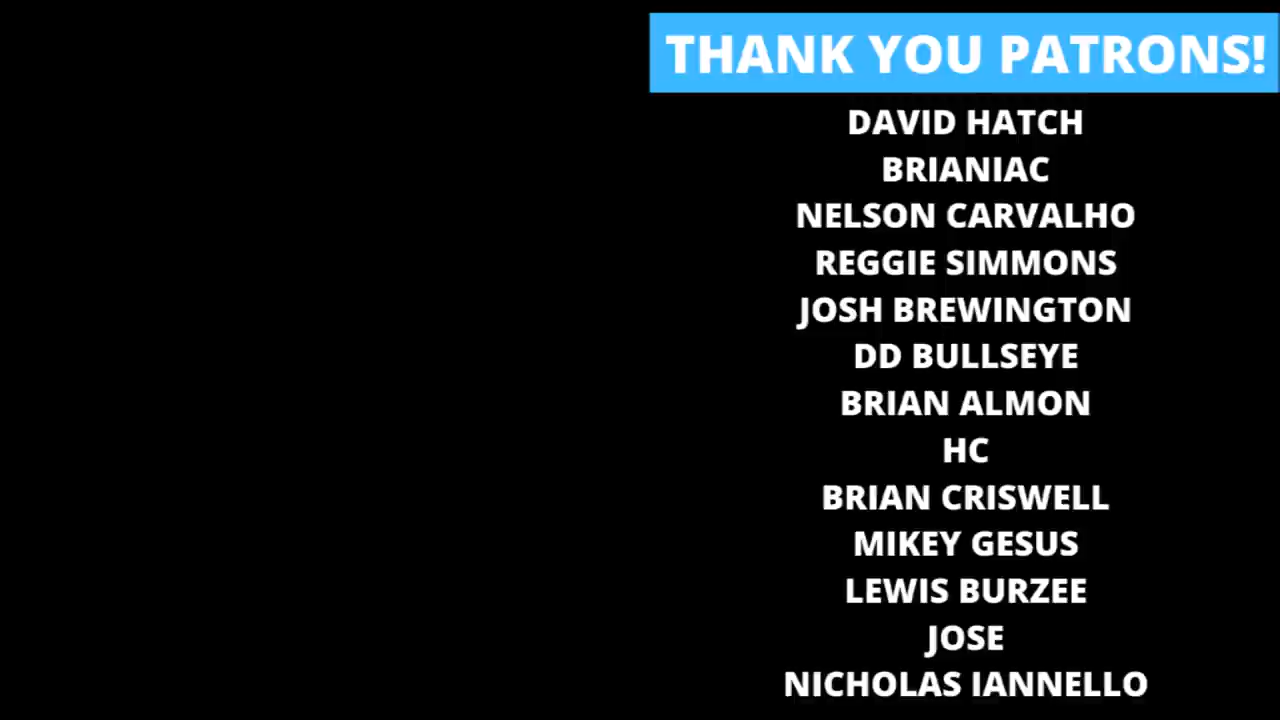 THANK YOU PATRONS!
DAVID HATCH
BRIANIAC
NELSON CARVALHO
REGGIE SIMMONS
JOSH BREWINGTON
DD BULLSEYE
BRIAN ALMON
HC
BRIAN CRISWELL
MIKEY GESUS
LEWIS BURZEE
JOSE
NICHOLAS IANNELLO